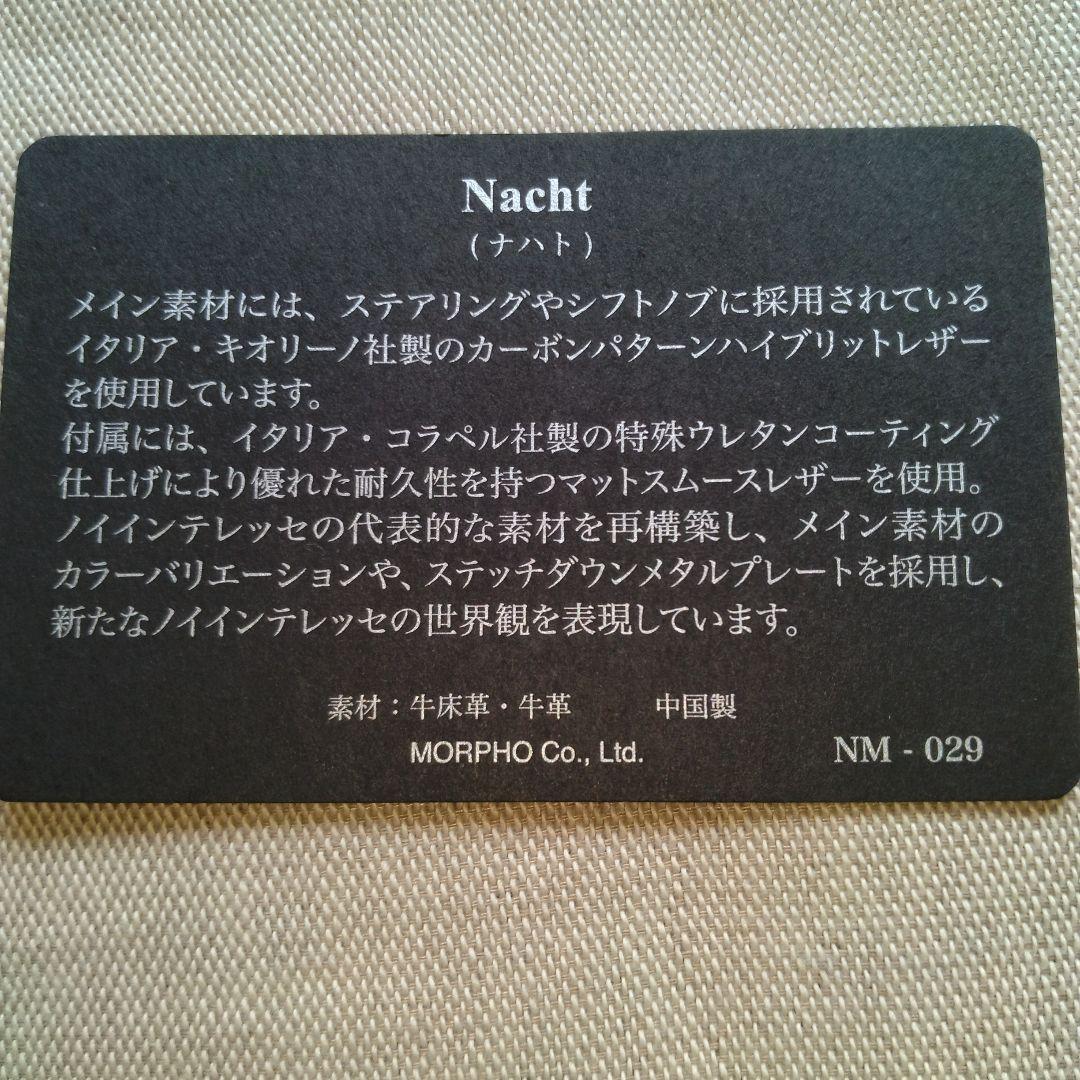 Nacht
(ナハト)
メイン素材には、ステアリングやシフトノブに採用されている
イタリア・キオリーノ社製のカーボンパターンハイブリットレザー
を使用しています。
付属には、イタリア・コラペル社製の特殊ウレタンコーティング
仕上げにより優れた耐久性を持つマットスムースレザーを使用。
ノイインテレッセの代表的な素材を再構築し、メイン素材の
カラーバリエーションや、ステッチダウンメタルプレートを採用し、
新たなノイインテレッセの世界観を表現しています。
素材：牛床革・牛革 中国製
MORPHO Co., Ltd. NM - 029